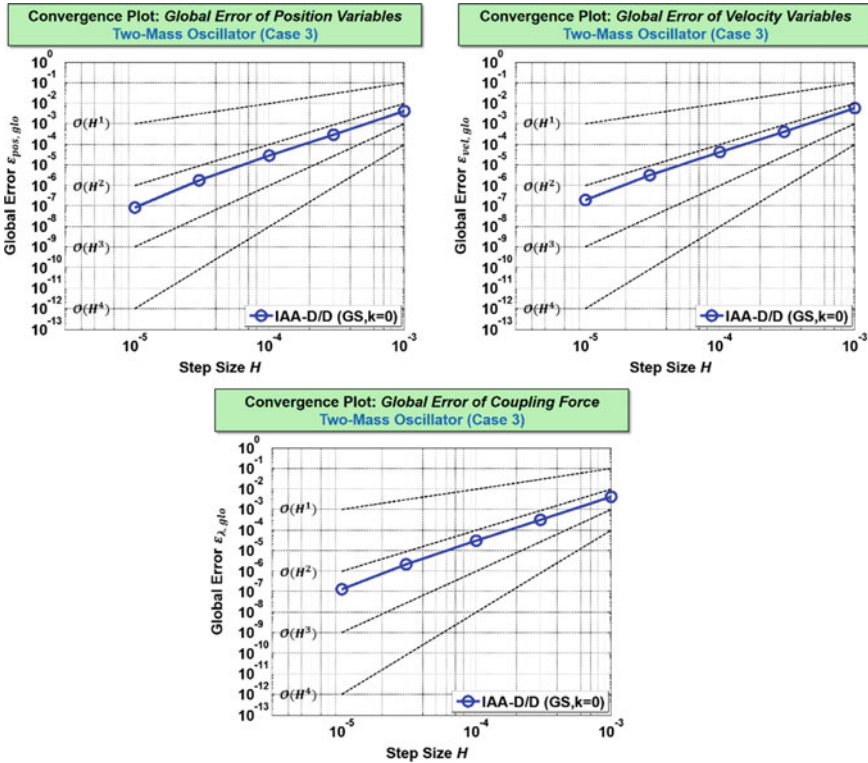 Convergence Plot: Global Error of Position Variables
Two-Mass Oscillator (Case 3)
Global Error ε_pos,glo
10^0
10^-1
10^-2
10^-3
10^-4
10^-5
10^-6
10^-7
10^-8
10^-9
10^-10
10^-11
10^-12
10^-13
O(H^1)
O(H^2)
O(H^3)
O(H^4)
IAA-D/D (GS,k=0)
10^-5
10^-4
10^-3
Step Size H
Convergence Plot: Global Error of Velocity Variables
Two-Mass Oscillator (Case 3)
Global Error ε_vel,glo
10^0
10^-1
10^-2
10^-3
10^-4
10^-5
10^-6
10^-7
10^-8
10^-9
10^-10
10^-11
10^-12
10^-13
O(H^1)
O(H^2)
O(H^3)
O(H^4)
IAA-D/D (GS,k=0)
10^-5
10^-4
10^-3
Step Size H
Convergence Plot: Global Error of Coupling Force
Two-Mass Oscillator (Case 3)
Global Error ε_λ,glo
10^0
10^-1
10^-2
10^-3
10^-4
10^-5
10^-6
10^-7
10^-8
10^-9
10^-10
10^-11
10^-12
10^-13
O(H^1)
O(H^2)
O(H^3)
O(H^4)
IAA-D/D (GS,k=0)
10^-5
10^-4
10^-3
Step Size H